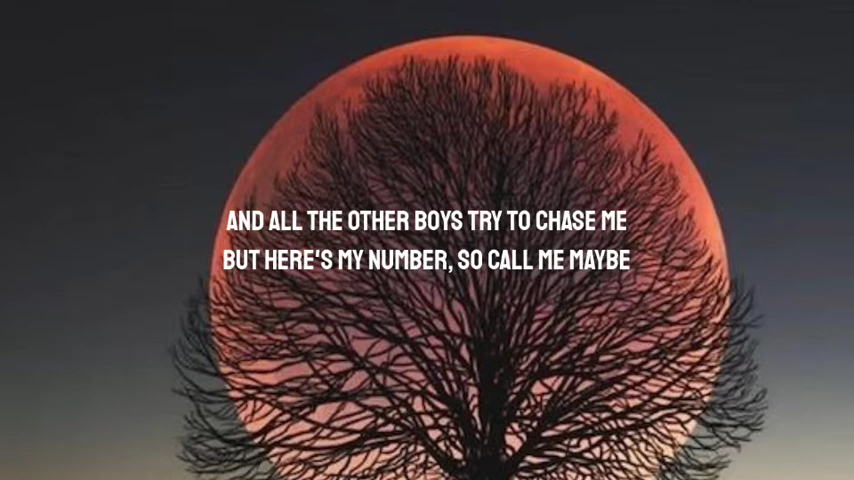 AND ALL THE OTHER BOYS TRY TO CHASE ME
BUT HERE'S MY NUMBER, SO CALL ME MAYBE